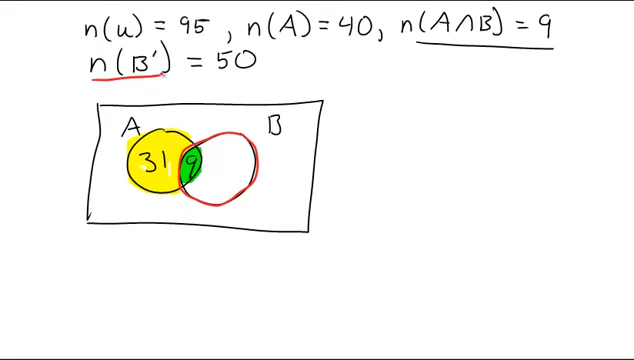 n(u) = 95 , n(A) = 40, n(A∩B) = 9
n(B') = 50
A B
31 9